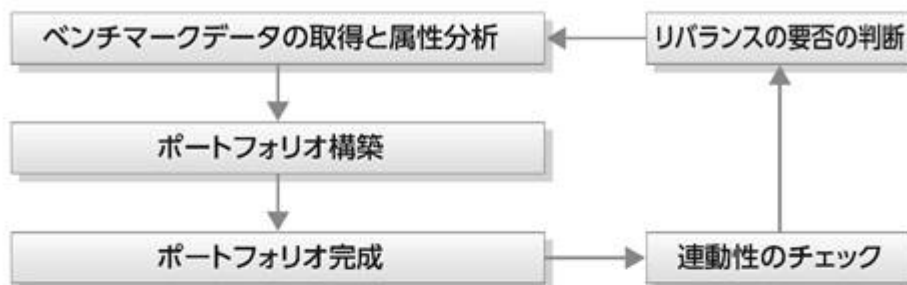 ベンチマークデータの取得と属性分析
リバランスの要否の判断
ポートフォリオ構築
ポートフォリオ完成
連動性のチェック